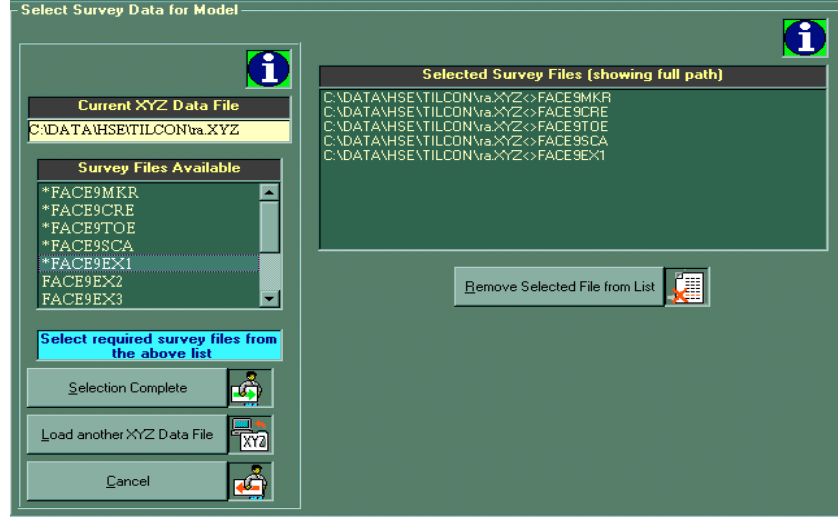 Select Survey Data for Model
Current XYZ Data File
C:\DATA\HSE\TILCON\ra.XYZ
Survey Files Available
*FACE9MKR
*FACE9CRE
*FACE9TOE
*FACE9SCA
*FACE9EX1
FACE9EX2
FACE9EX3
Select required survey files from
the above list
Selection Complete
Load another XYZ Data File
XYZ
Cancel
Selected Survey Files (showing full path)
C:\DATA\HSE\TILCON\ra.XYZ<>FACE9MKR
C:\DATA\HSE\TILCON\ra.XYZ<>FACE9CRE
C:\DATA\HSE\TILCON\ra.XYZ<>FACE9TOE
C:\DATA\HSE\TILCON\ra.XYZ<>FACE9SCA
C:\DATA\HSE\TILCON\ra.XYZ<>FACE9EX1
Remove Selected File from List